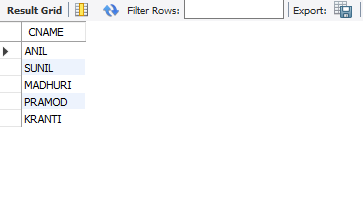 Result Grid Filter Rows: Export:
CNAME
ANIL
SUNIL
MADHURI
PRAMOD
KRANTI